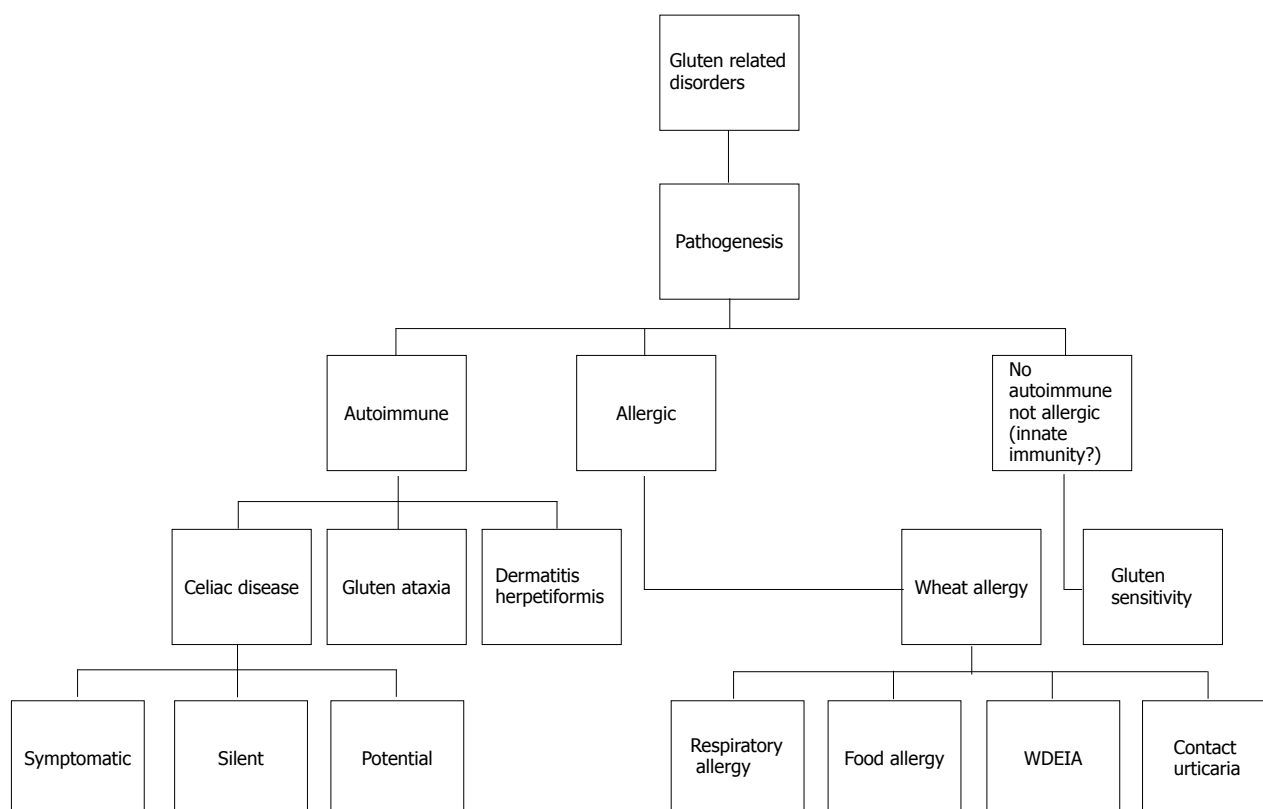 Gluten related
disorders
Pathogenesis
Autoimmune
Allergic
No
autoimmune
not allergic
(innate
immunity?)
Celiac disease
Gluten ataxia
Dermatitis
herpetiformis
Wheat allergy
Gluten
sensitivity
Symptomatic
Silent
Potential
Respiratory
allergy
Food allergy
WDEIA
Contact
urticaria